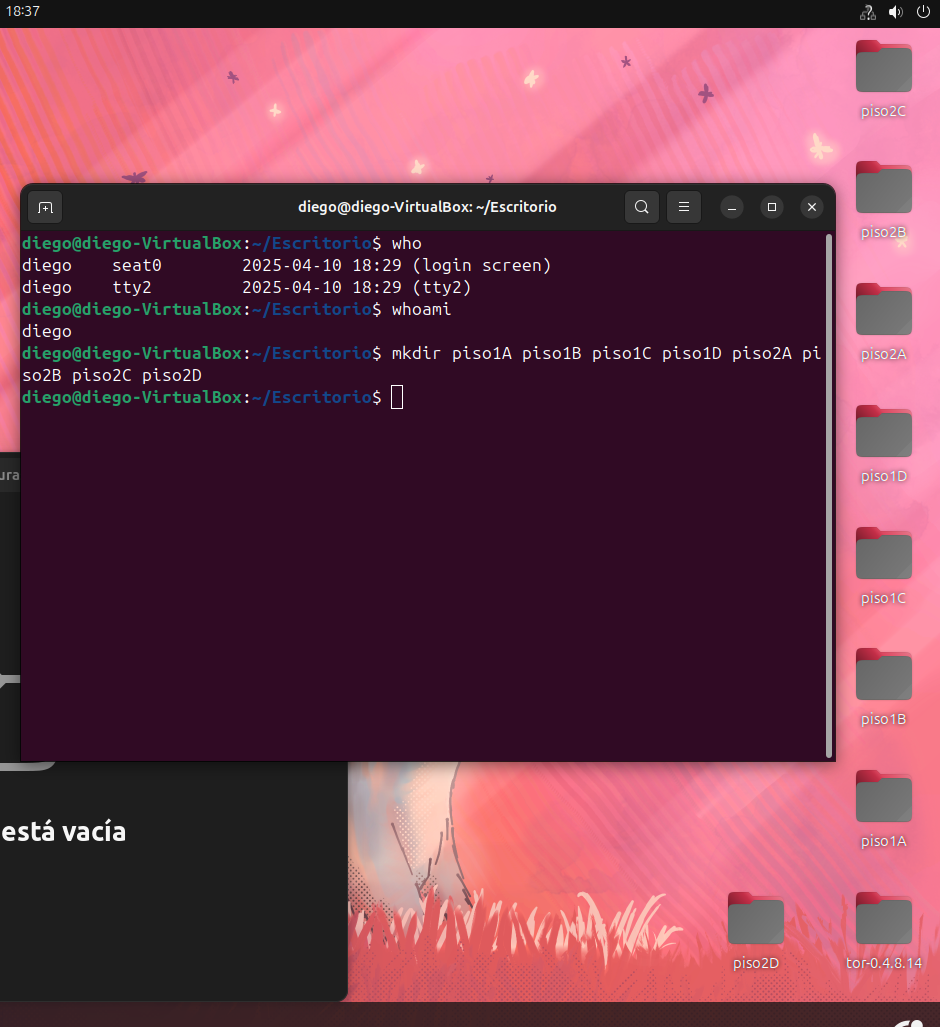 18:37
piso2C
piso2B
piso2A
piso1D
piso1C
piso1B
piso1A
piso2D
tor-0.4.8.14
diego@diego-VirtualBox: ~/Escritorio
diego@diego-VirtualBox:~/Escritorio$ who
diego    seat0        2025-04-10 18:29 (login screen)
diego    tty2         2025-04-10 18:29 (tty2)
diego@diego-VirtualBox:~/Escritorio$ whoami
diego
diego@diego-VirtualBox:~/Escritorio$ mkdir piso1A piso1B piso1C piso1D piso2A pi
so2B piso2C piso2D
diego@diego-VirtualBox:~/Escritorio$
está vacía